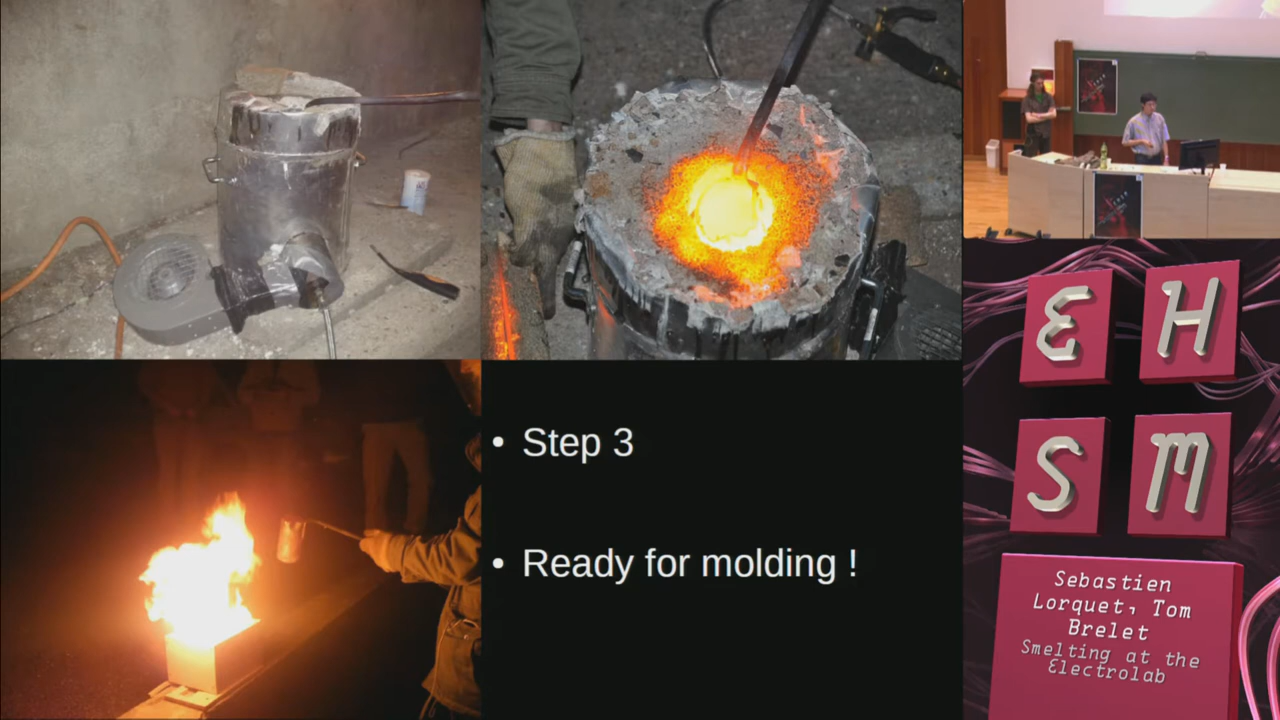 • Step 3
• Ready for molding !
E H
S M
Sebastien
Lorquet, Tom
Brelet
Smelting at the
Electrolab